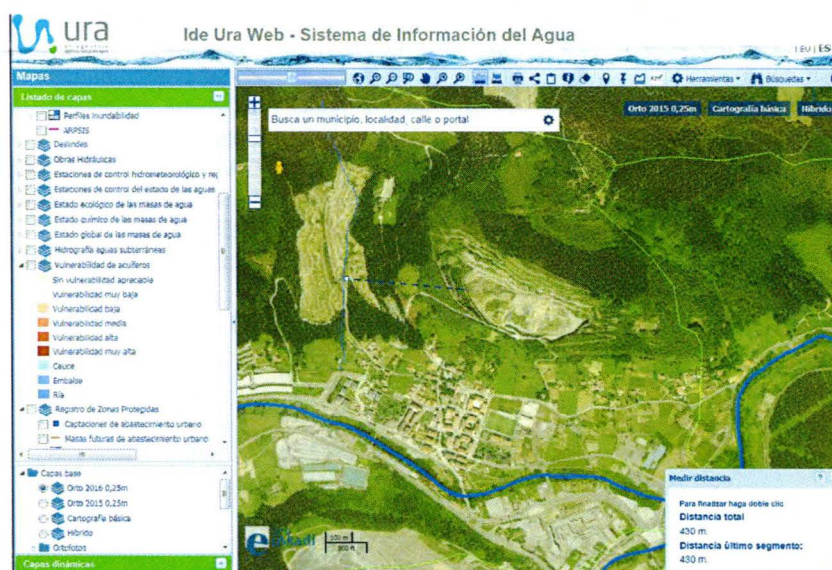 ura
Ide Ura Web - Sistema de Información del Agua
| EU | ES
Mapas
Herramientas
Búsquedas
Listado de capas
Perfiles Inundabilidad
ARPSIS
Deslindes
Obras Hidráulicas
Estaciones de control hidrometeorológico y reg
Estaciones de control del estado de las aguas
Estado ecológico de las masas de agua
Estado químico de las masas de agua
Estado global de las masas de agua
Hidrografía aguas subterráneas
Vulnerabilidad de acuíferos
Sin vulnerabilidad apreciable
Vulnerabilidad muy baja
Vulnerabilidad baja
Vulnerabilidad media
Vulnerabilidad alta
Vulnerabilidad muy alta
Cauce
Embalse
Ría
Registro de Zonas Protegidas
Captaciones de abastecimiento urbano
Masas futuras de abastecimiento urbano
Capas base
Orto 2016 0,25m
Orto 2015 0,25m
Cartografía básica
Híbrido
Ortofotos
Capas dinámicas
Busca un municipio, localidad, calle o portal
Orto 2015 0,25m
Cartografía básica
Híbrido
euskadi
100 m
Medir distancia
?
Para finalizar haga doble clic
Distancia total
430 m.
Distancia último segmento:
430 m.